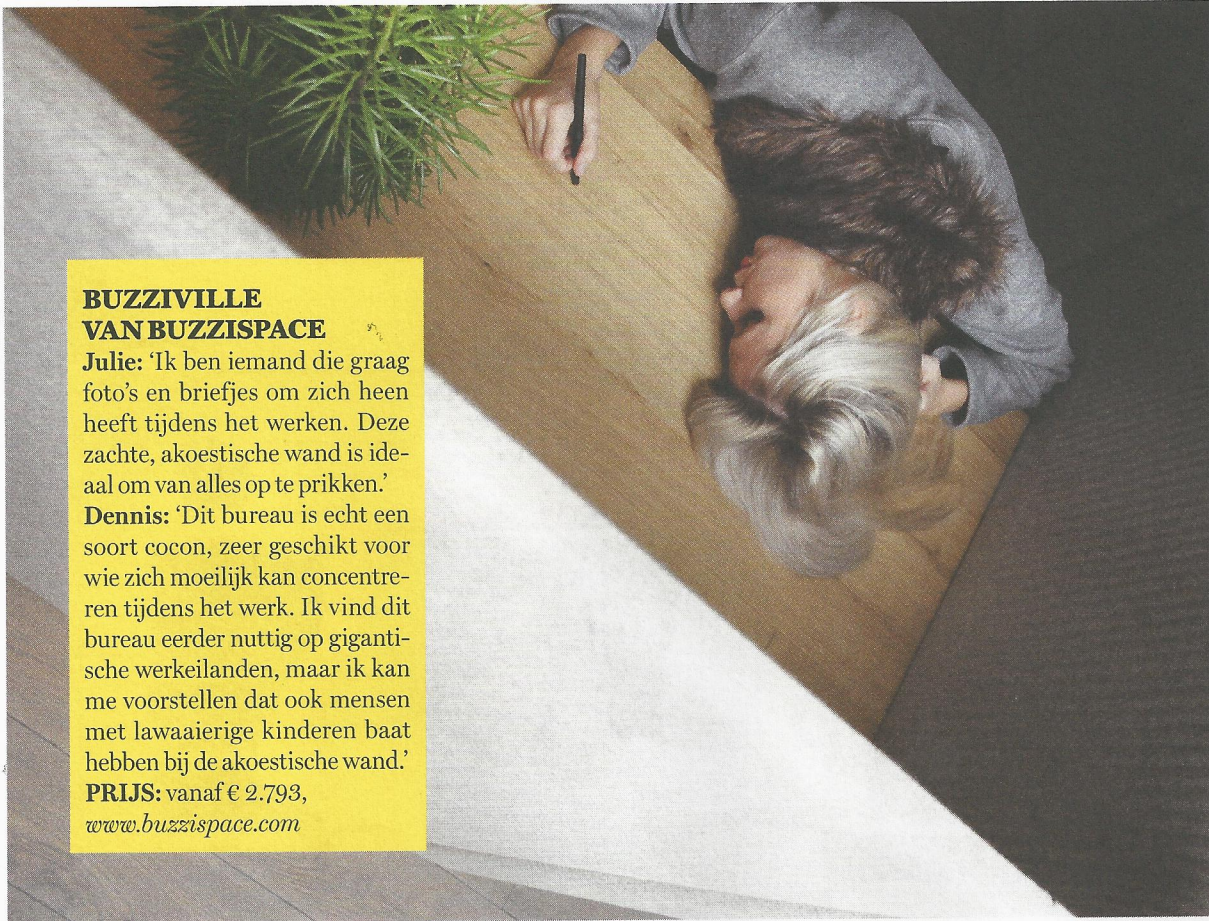 BUZZIVILLE
VAN BUZZISPACE
Julie: ‘Ik ben iemand die graag
foto’s en briefjes om zich heen
heeft tijdens het werken. Deze
zachte, akoestische wand is ide-
aal om van alles op te prikken.’
Dennis: ‘Dit bureau is echt een
soort cocon, zeer geschikt voor
wie zich moeilijk kan concentre-
ren tijdens het werk. Ik vind dit
bureau eerder nuttig op giganti-
sche werkeilanden, maar ik kan
me voorstellen dat ook mensen
met lawaaierige kinderen baat
hebben bij de akoestische wand.’
PRIJS: vanaf € 2.793,
www.buzzispace.com